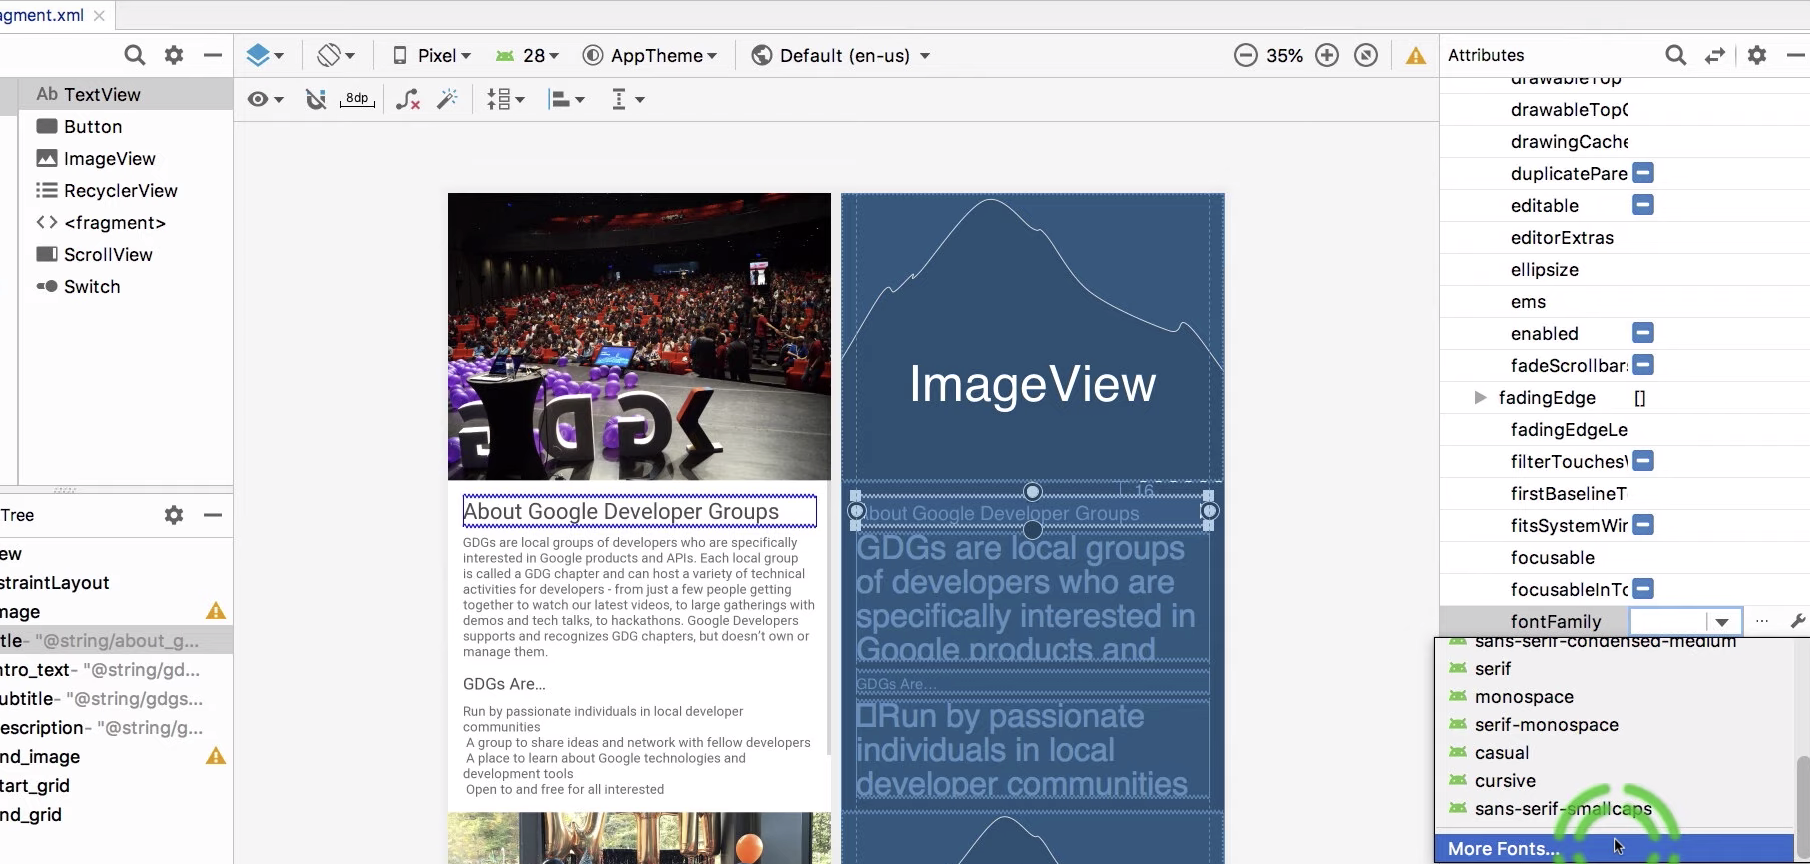 agment.xml
Pixel
28
AppTheme
Default (en-us)
35%
Attributes
8dp
Ab TextView
Button
ImageView
RecyclerView
<fragment>
ScrollView
Switch
Tree
ew
straintLayout
mage
tle- "@string/about_g...
ntro_text- "@string/gd...
ubtitle- "@string/gdgs...
escription- "@string/g...
nd_image
tart_grid
nd_grid
GDG
About Google Developer Groups
GDGs are local groups of developers who are specifically
interested in Google products and APIs. Each local group
is called a GDG chapter and can host a variety of technical
activities for developers - from just a few people getting
together to watch our latest videos, to large gatherings with
demos and tech talks, to hackathons. Google Developers
supports and recognizes GDG chapters, but doesn't own or
manage them.
GDGs Are...
Run by passionate individuals in local developer
communities
A group to share ideas and network with fellow developers
A place to learn about Google technologies and
development tools
Open to and free for all interested
ImageView
16
About Google Developer Groups
GDGs are local groups
of developers who are
specifically interested in
Google products and
GDGs Are...
Run by passionate
individuals in local
developer communities
drawableTop
drawableTopC
drawingCache
duplicatePare
editable
editorExtras
ellipsize
ems
enabled
fadeScrollbar
fadingEdge []
fadingEdgeLe
filterTouches
firstBaselineT
fitsSystemWin
focusable
focusableInTo
fontFamily ...
sans-serif-condensed-medium
serif
monospace
serif-monospace
casual
cursive
sans-serif-smallcaps
More Fonts...